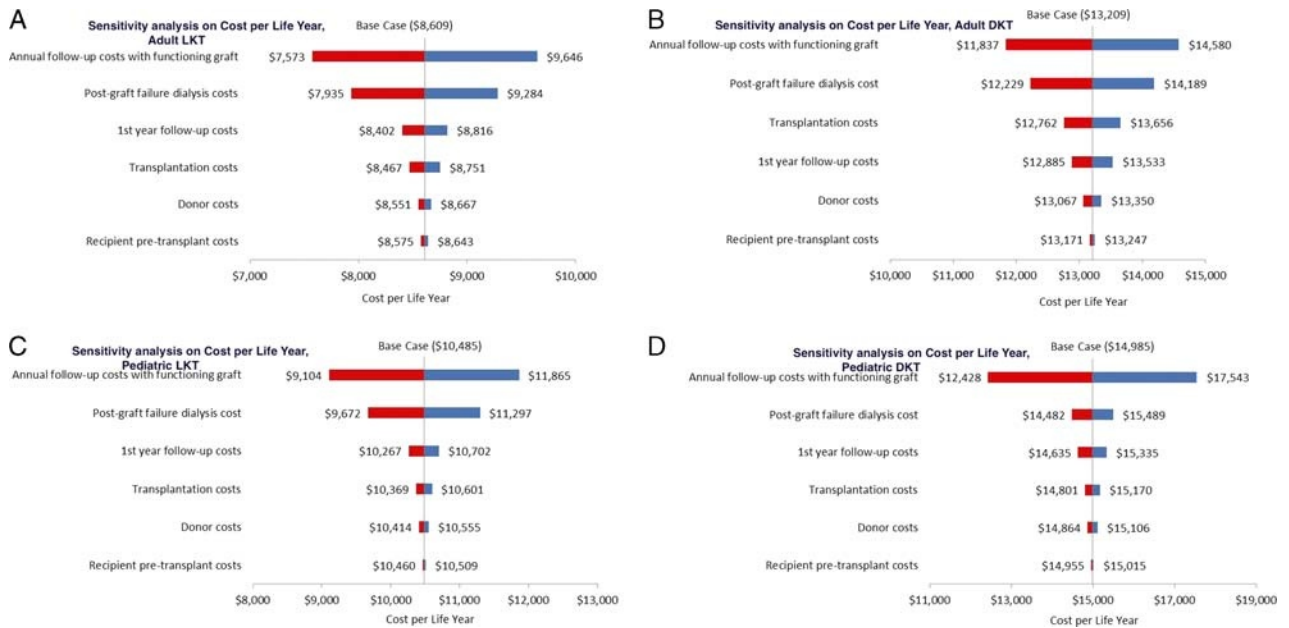 A
Sensitivity analysis on Cost per Life Year,
Adult LKT
Base Case ($8,609)
Annual follow-up costs with functioning graft $7,573 $9,646
Post-graft failure dialysis costs $7,935 $9,284
1st year follow-up costs $8,402 $8,816
Transplantation costs $8,467 $8,751
Donor costs $8,551 $8,667
Recipient pre-transplant costs $8,575 $8,643
$7,000 $8,000 $9,000 $10,000
Cost per Life Year
B
Sensitivity analysis on Cost per Life Year, Adult DKT
Base Case ($13,209)
Annual follow-up costs with functioning graft $11,837 $14,580
Post-graft failure dialysis cost $12,229 $14,189
Transplantation costs $12,762 $13,656
1st year follow-up costs $12,885 $13,533
Donor costs $13,067 $13,350
Recipient pre-transplant costs $13,171 $13,247
$10,000 $11,000 $12,000 $13,000 $14,000 $15,000
Cost per Life Year
C
Sensitivity analysis on Cost per Life Year,
Pediatric LKT
Base Case ($10,485)
Annual follow-up costs with functioning graft $9,104 $11,865
Post-graft failure dialysis cost $9,672 $11,297
1st year follow-up costs $10,267 $10,702
Transplantation costs $10,369 $10,601
Donor costs $10,414 $10,555
Recipient pre-transplant costs $10,460 $10,509
$8,000 $9,000 $10,000 $11,000 $12,000 $13,000
Cost per Life Year
D
Sensitivity analysis on Cost per Life Year,
Pediatric DKT
Base Case ($14,985)
Annual follow-up costs with functioning graft $12,428 $17,543
Post-graft failure dialysis cost $14,482 $15,489
1st year follow-up costs $14,635 $15,335
Transplantation costs $14,801 $15,170
Donor costs $14,864 $15,106
Recipient pre-transplant costs $14,955 $15,015
$11,000 $13,000 $15,000 $17,000 $19,000
Cost per Life Year